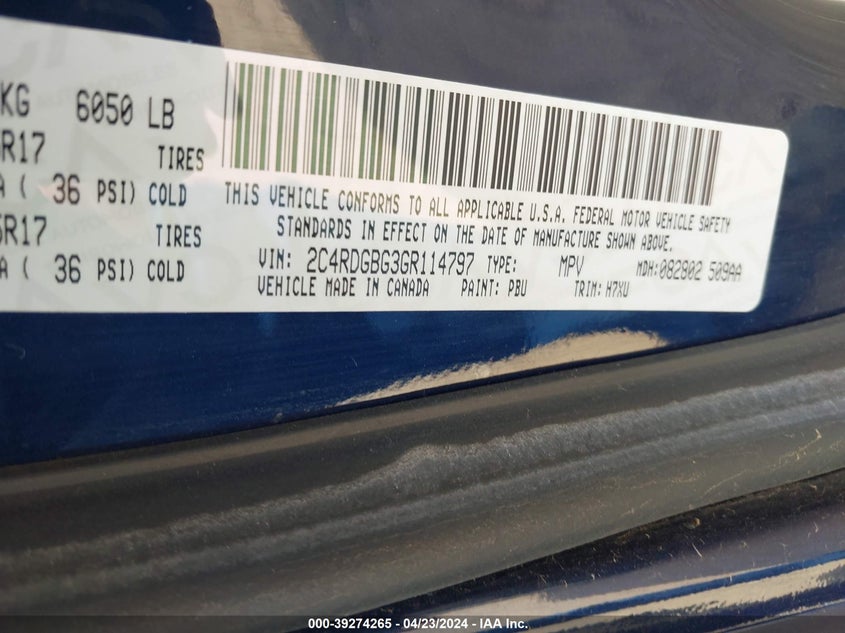 KG 6050 LB
R17 TIRES
A ( 36 PSI) COLD
R17 TIRES
A ( 36 PSI) COLD
THIS VEHICLE CONFORMS TO ALL APPLICABLE U.S.A. FEDERAL MOTOR VEHICLE SAFETY
STANDARDS IN EFFECT ON THE DATE OF MANUFACTURE SHOWN ABOVE.
VIN: 2C4RDGBG3GR114797 TYPE: MPV MDH:082802 509AA
VEHICLE MADE IN CANADA PAINT: PBU TRIM: H7XU
000-39274265 - 04/23/2024 - IAA Inc.